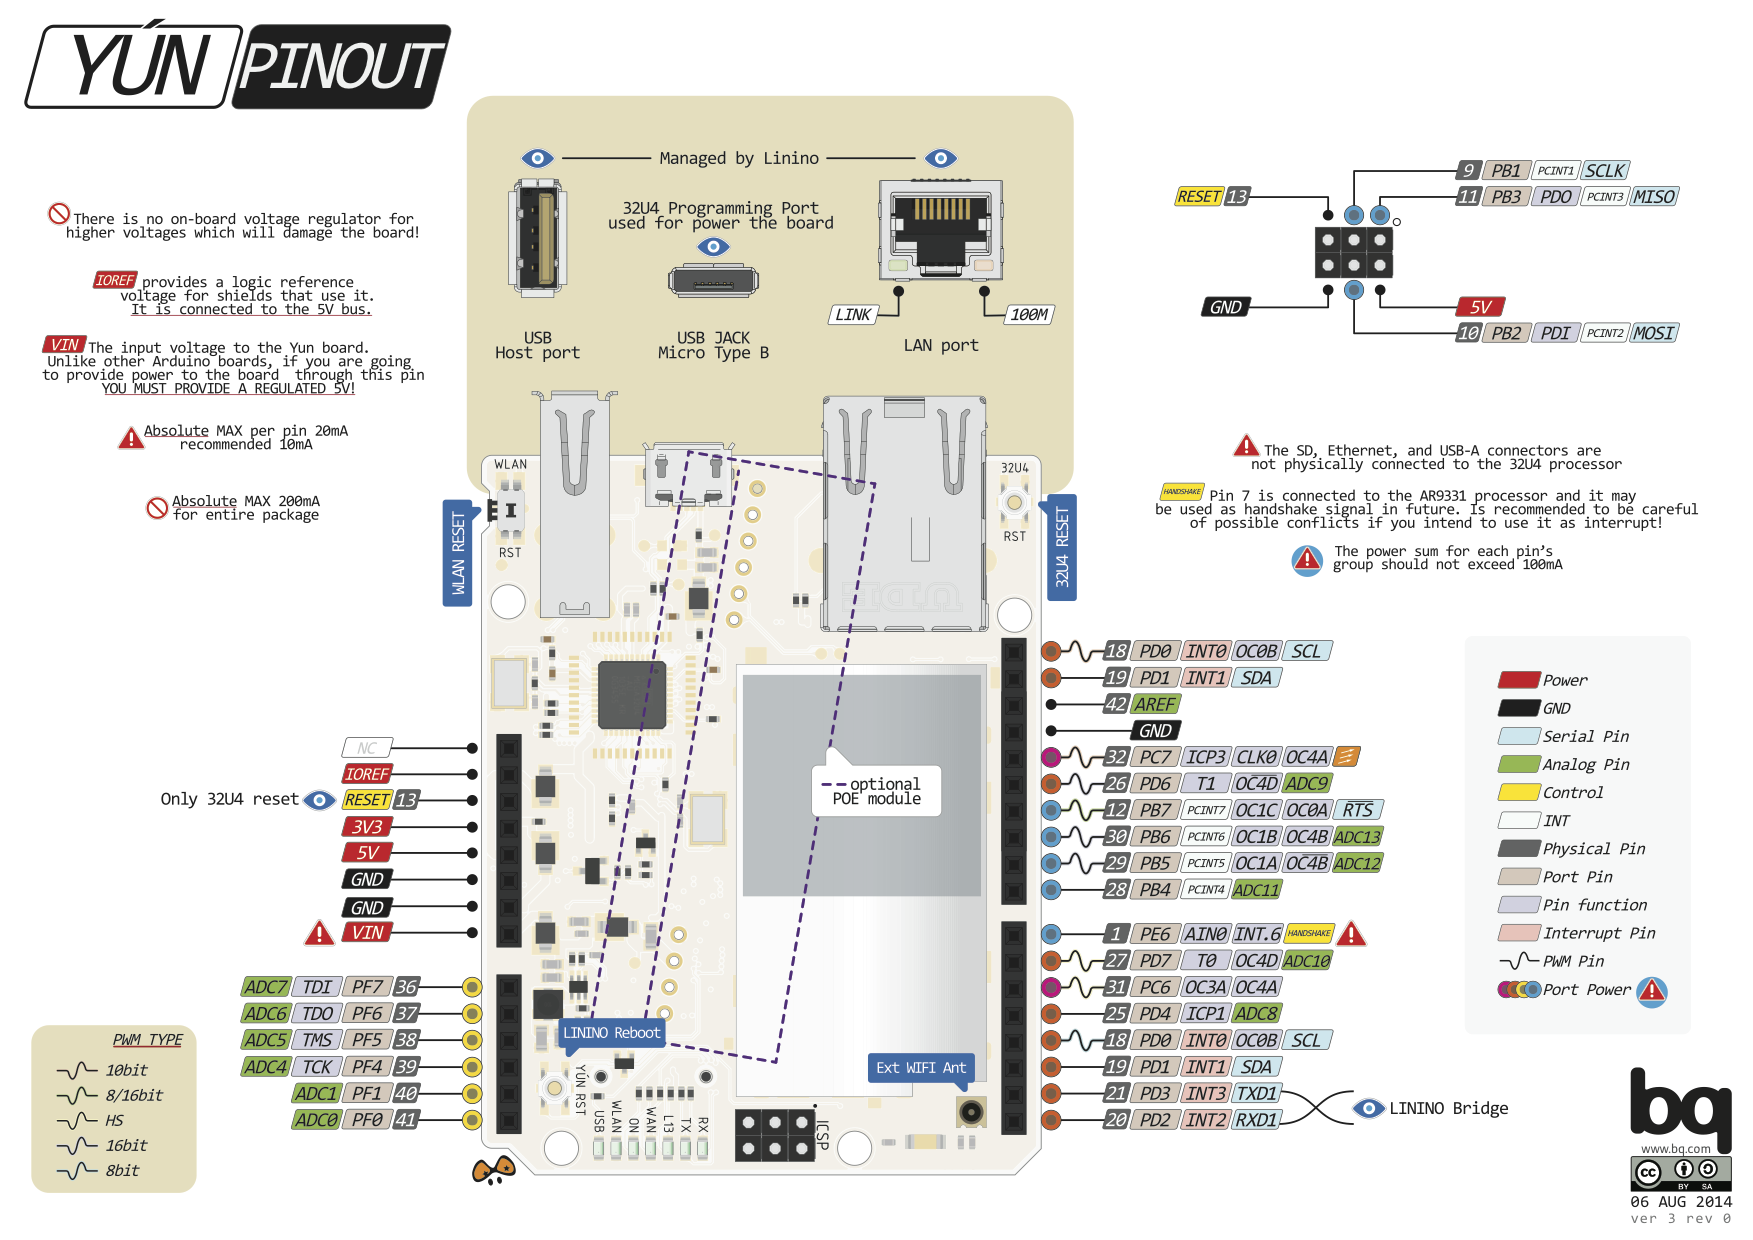 YÚN PINOUT
There is no on-board voltage regulator for
higher voltages which will damage the board!
IOREF provides a logic reference
voltage for shields that use it.
It is connected to the 5V bus.
VIN The input voltage to the Yun board.
Unlike other Arduino boards, if you are going
to provide power to the board through this pin
YOU MUST PROVIDE A REGULATED 5V!
Absolute MAX per pin 20mA
recommended 10mA
Absolute MAX 200mA
for entire package
Managed by Linino
32U4 Programming Port
used for power the board
LINK
100M
USB
Host port
USB JACK
Micro Type B
LAN port
RESET 13
9 PB1 PCINT1 SCLK
11 PB3 PDO PCINT3 MISO
GND
5V
10 PB2 PDI PCINT2 MOSI
The SD, Ethernet, and USB-A connectors are
not physically connected to the 32U4 processor
HANDSHAKE Pin 7 is connected to the AR9331 processor and it may
be used as handshake signal in future. Is recommended to be careful
of possible conflicts if you intend to use it as interrupt!
The power sum for each pin's
group should not exceed 100mA
WLAN
RST
WLAN RESET
32U4
RST
32U4 RESET
NC
IOREF
Only 32U4 reset RESET 13
3V3
5V
GND
GND
VIN
ADC7 TDI PF7 36
ADC6 TDO PF6 37
ADC5 TMS PF5 38
ADC4 TCK PF4 39
ADC1 PF1 40
ADC0 PF0 41
optional
POE module
LININO Reboot
Ext WIFI Ant
YÚN RST
USB
WLAN
ON
WAN
L13
TX
RX
ICSP
18 PD0 INT0 OC0B SCL
19 PD1 INT1 SDA
42 AREF
GND
32 PC7 ICP3 CLK0 OC4A
26 PD6 T1 OC4D ADC9
12 PB7 PCINT7 OC1C OC0A RTS
30 PB6 PCINT6 OC1B OC4B ADC13
29 PB5 PCINT5 OC1A OC4B ADC12
28 PB4 PCINT4 ADC11
1 PE6 AIN0 INT.6 HANDSHAKE
27 PD7 T0 OC4D ADC10
31 PC6 OC3A OC4A
25 PD4 ICP1 ADC8
18 PD0 INT0 OC0B SCL
19 PD1 INT1 SDA
21 PD3 INT3 TXD1
20 PD2 INT2 RXD1
LININO Bridge
Power
GND
Serial Pin
Analog Pin
Control
INT
Physical Pin
Port Pin
Pin function
Interrupt Pin
PWM Pin
Port Power
PWM TYPE
10bit
8/16bit
HS
16bit
8bit
bq
www.bq.com
cc BY SA
06 AUG 2014
ver 3 rev 0